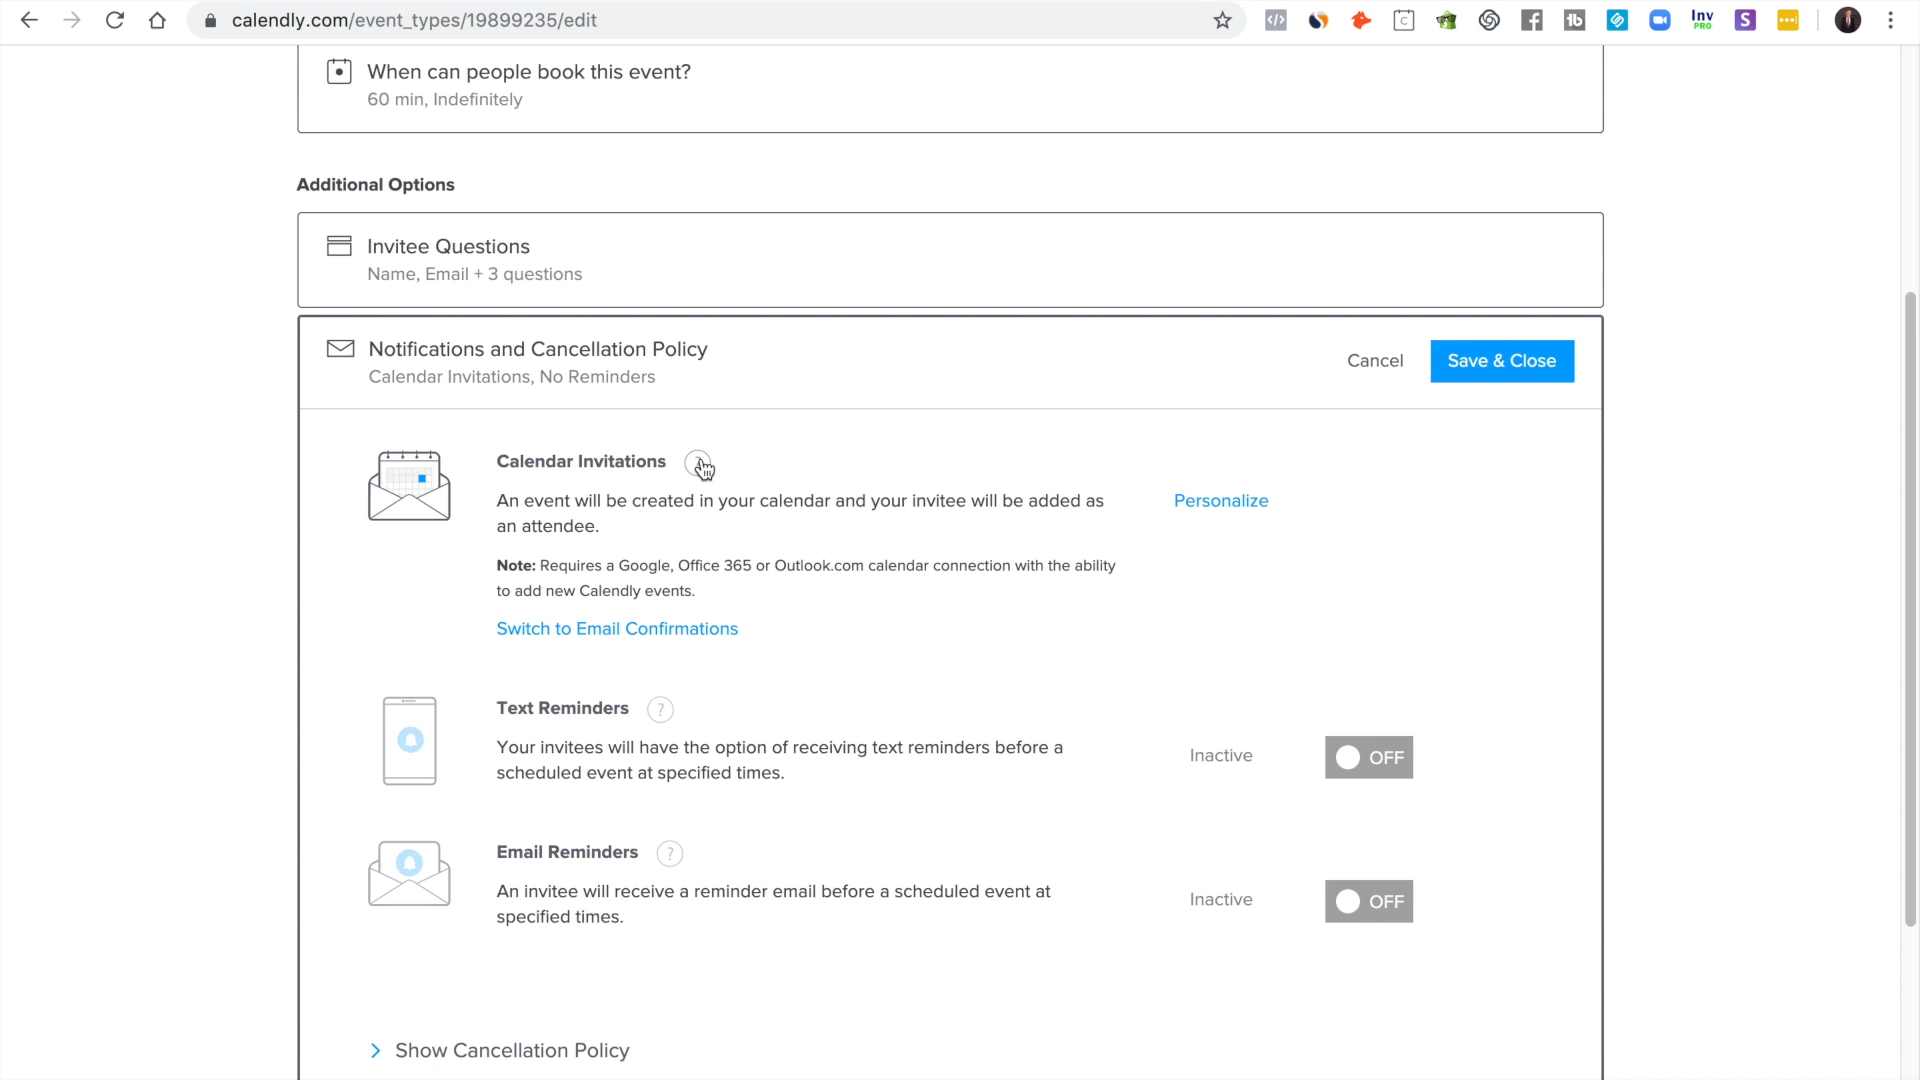 calendly.com/event_types/19899235/edit
Inv
PRO
When can people book this event?
60 min, Indefinitely
Additional Options
Invitee Questions
Name, Email + 3 questions
Notifications and Cancellation Policy
Calendar Invitations, No Reminders
Cancel
Save & Close
Calendar Invitations
An event will be created in your calendar and your invitee will be added as
an attendee.
Personalize
Note: Requires a Google, Office 365 or Outlook.com calendar connection with the ability
to add new Calendly events.
Switch to Email Confirmations
Text Reminders ?
Your invitees will have the option of receiving text reminders before a
scheduled event at specified times.
Inactive
OFF
Email Reminders ?
An invitee will receive a reminder email before a scheduled event at
specified times.
Inactive
OFF
Show Cancellation Policy